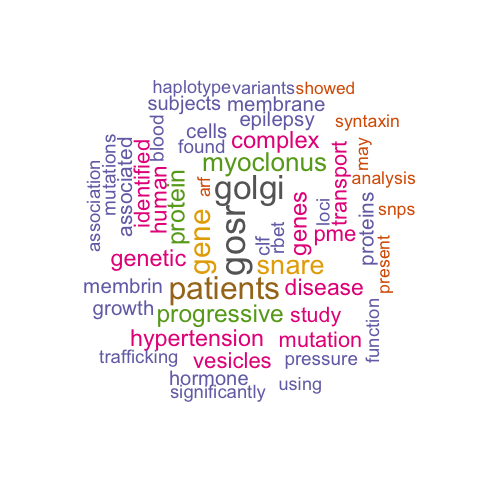 haplotype
variants
showed
subjects
membrane
epilepsy
syntaxin
blood
cells
found
complex
may
association
mutations
associated
identified
human
protein
arf
myoclonus
golgi
transport
analysis
genes
loci
snps
gene
gosr
clf
rbet
pme
proteins
present
genetic
snare
membrin
patients
disease
growth
progressive
study
function
hypertension
mutation
trafficking
vesicles
pressure
hormone
using
significantly